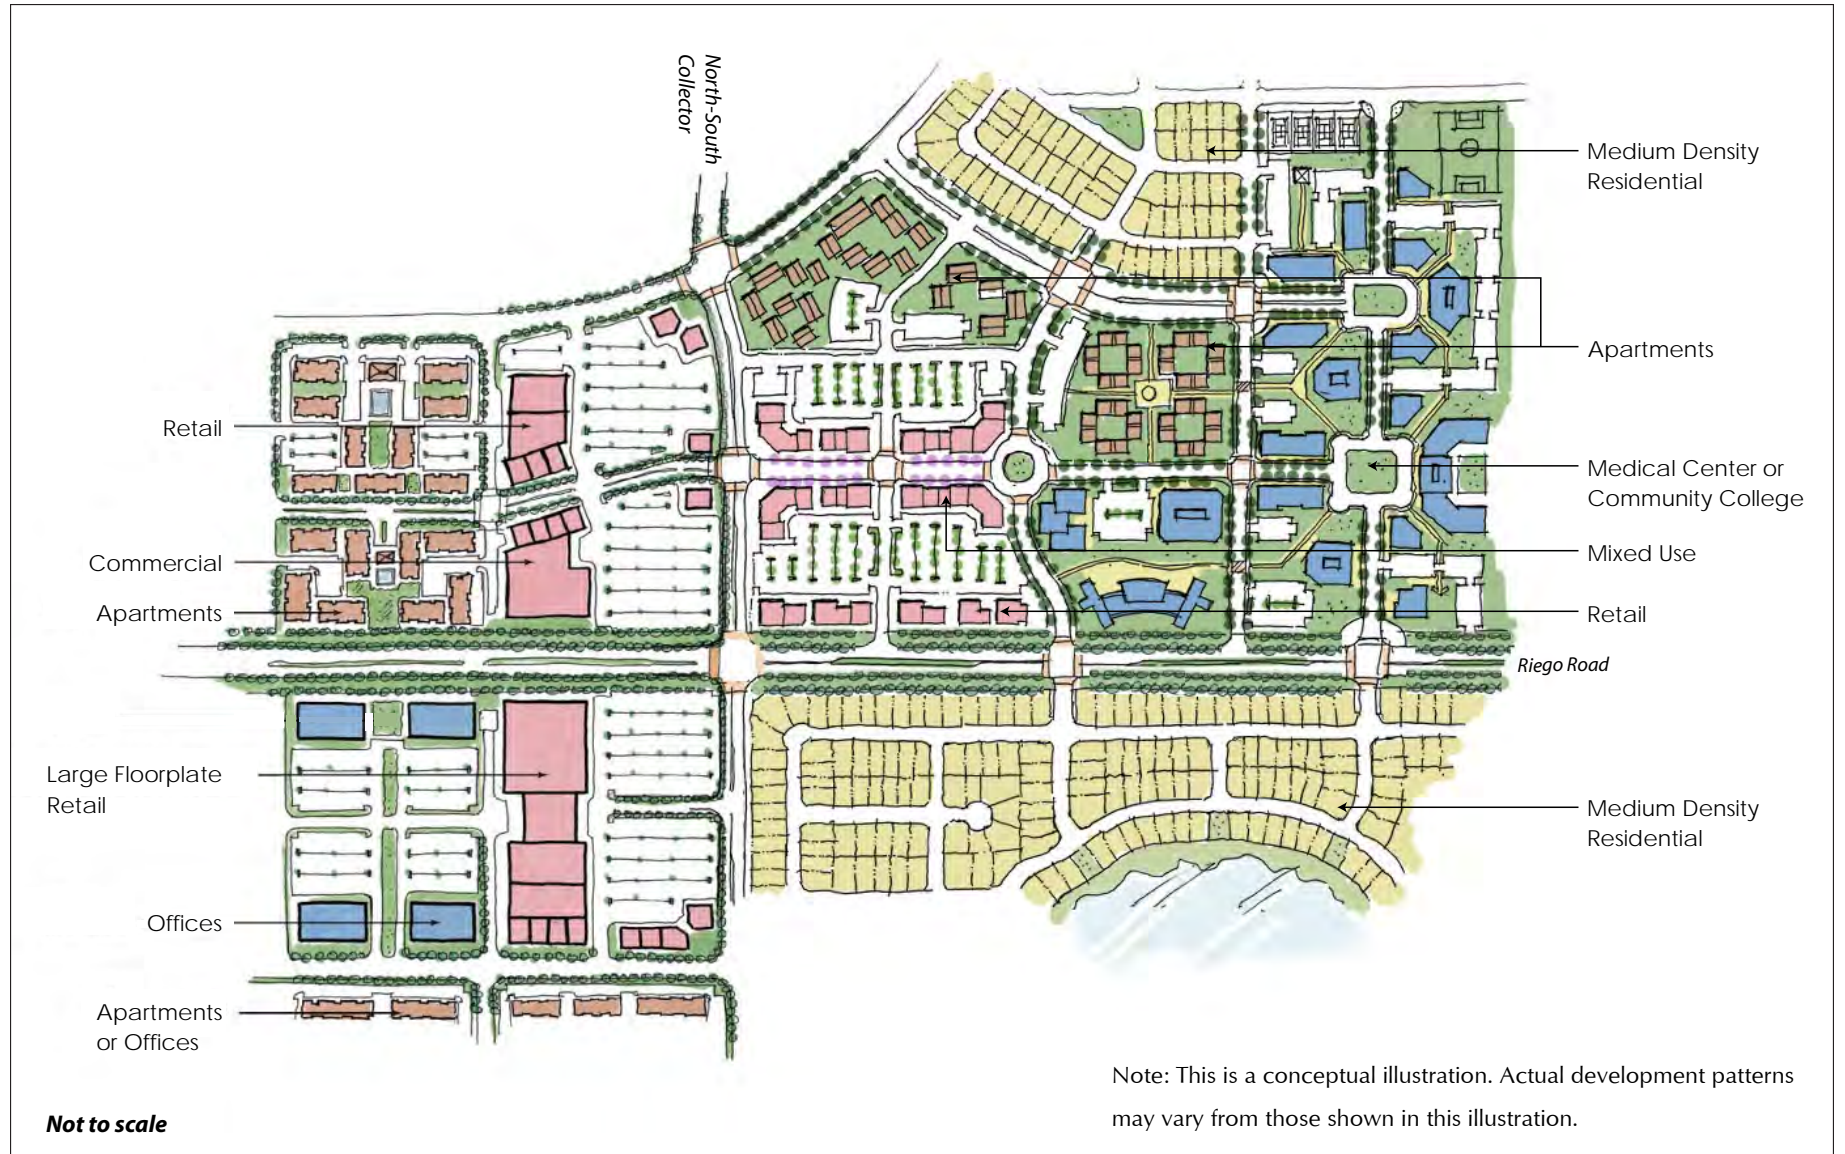 North-South
Collector
Medium Density
Residential
Apartments
Retail
Medical Center or
Community College
Commercial
Mixed Use
Apartments
Retail
Riego Road
Large Floorplate
Retail
Medium Density
Residential
Offices
Apartments
or Offices
Note: This is a conceptual illustration. Actual development patterns
may vary from those shown in this illustration.
Not to scale